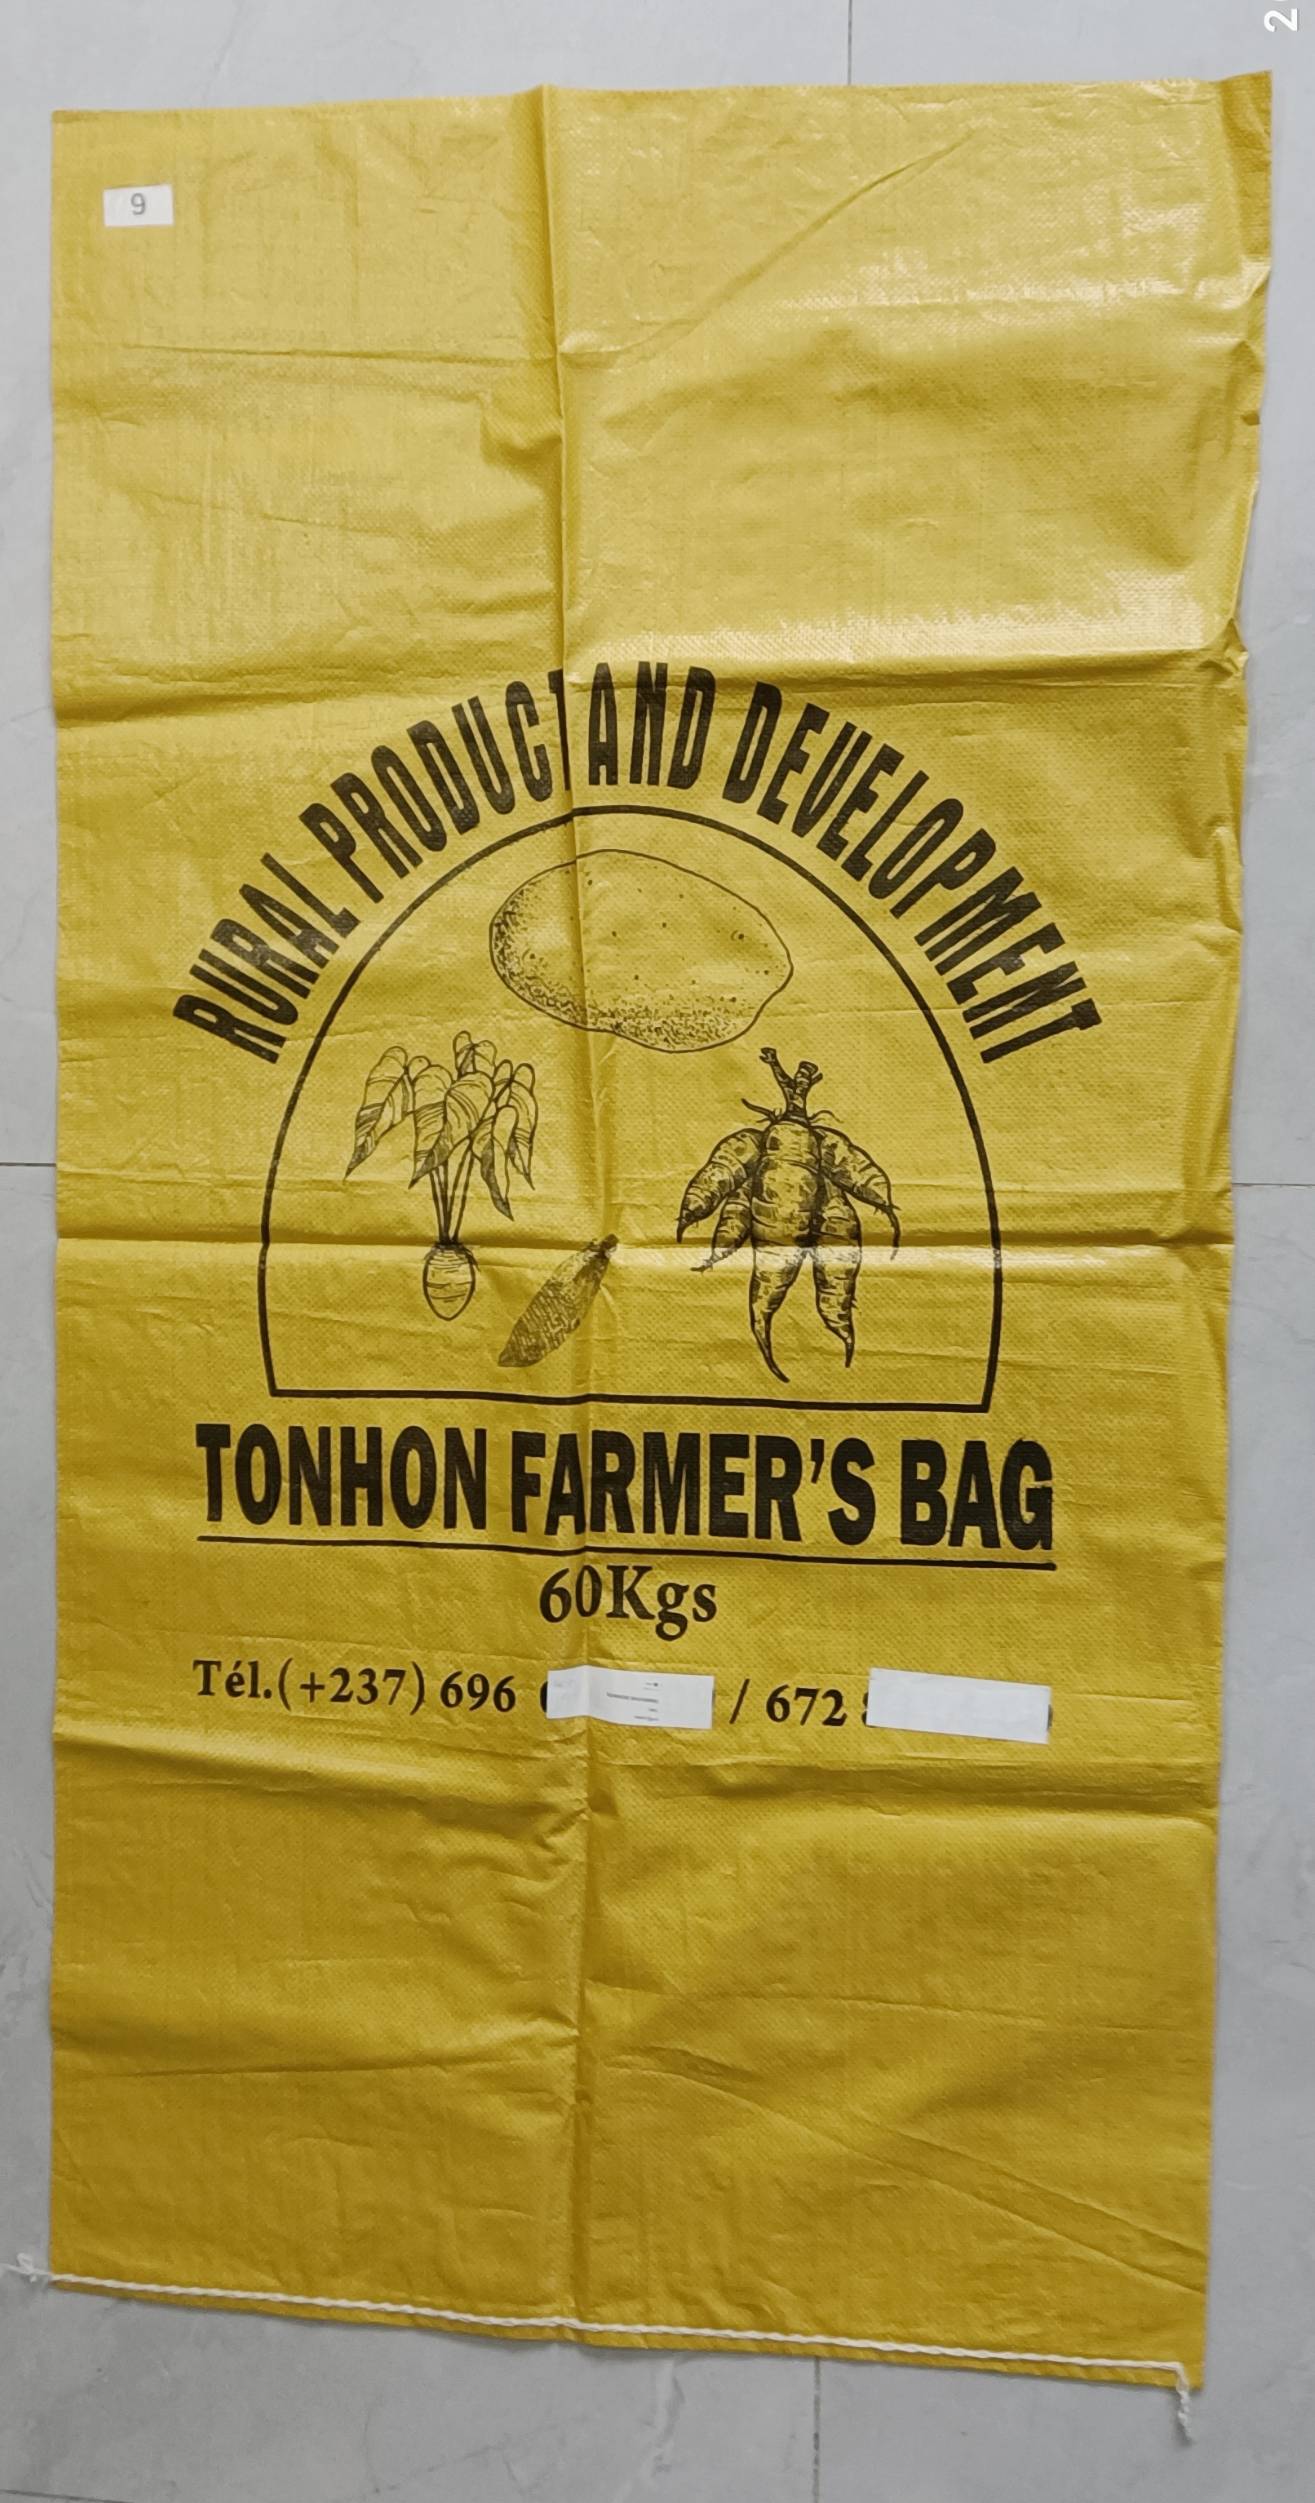 9
RURAL PRODUCT AND DEVELOPMENT
TONHON FARMER'S BAG
60Kgs
Tél.(+237) 696 / 672